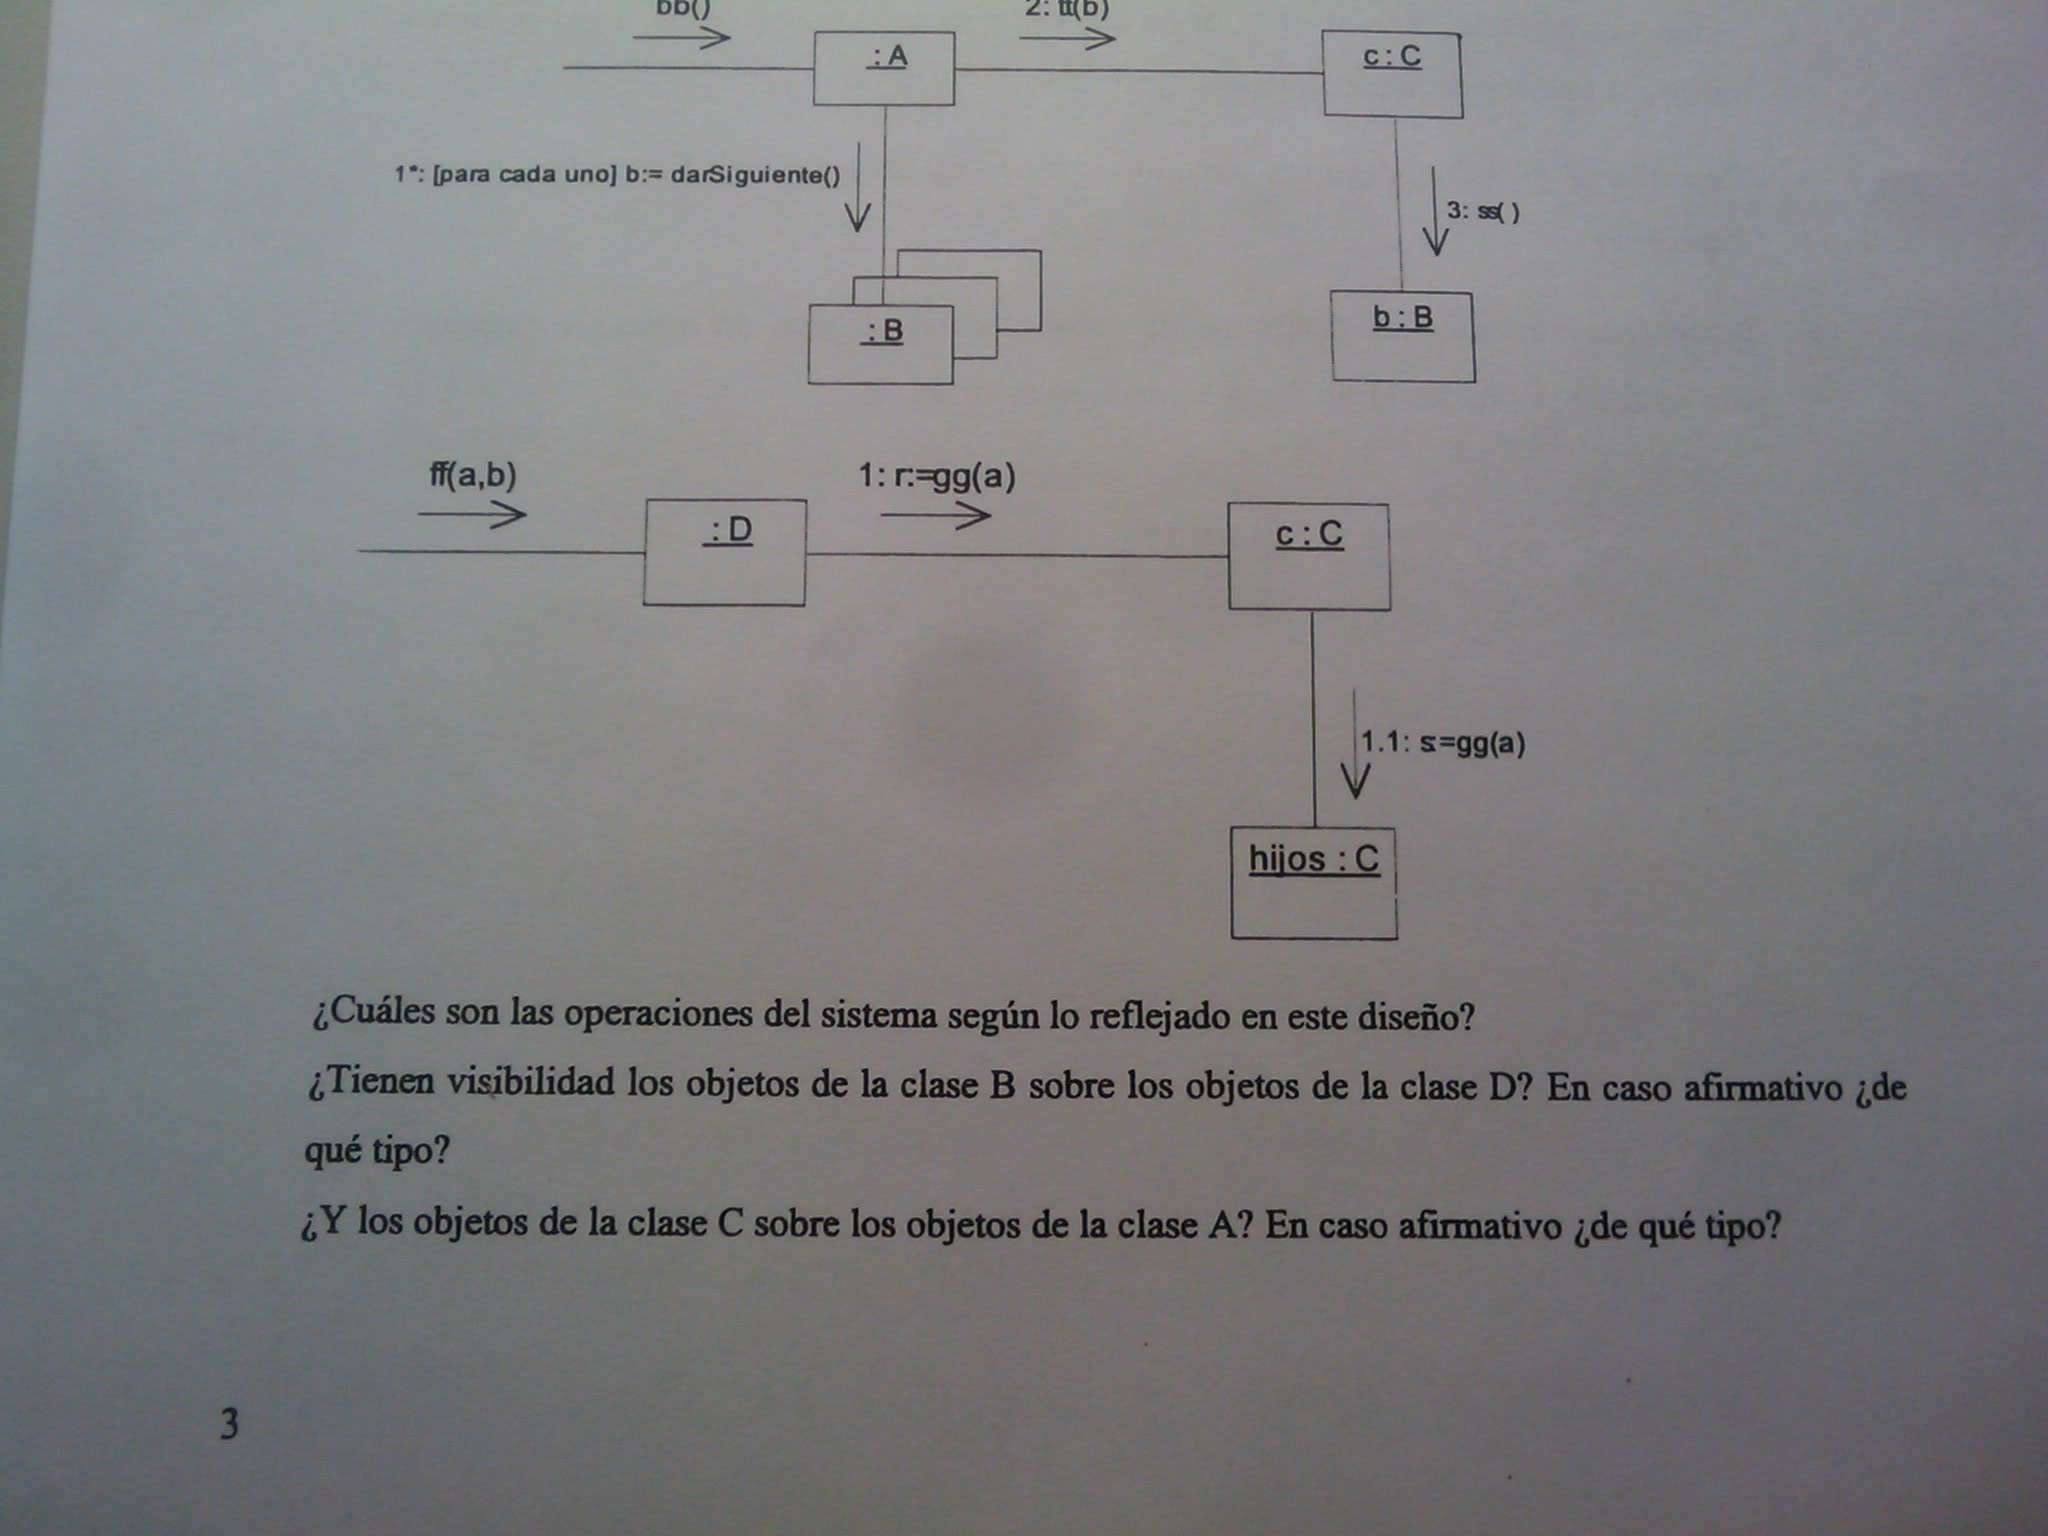 bb()
2: tt(b)
: A
c : C
1*: [para cada uno] b:= darSiguiente()
3: ss( )
: B
b : B
ff(a,b)
1: r:=gg(a)
: D
c : C
1.1: s:=gg(a)
hijos : C
¿Cuáles son las operaciones del sistema según lo reflejado en este diseño?
¿Tienen visibilidad los objetos de la clase B sobre los objetos de la clase D? En caso afirmativo ¿de
qué tipo?
¿Y los objetos de la clase C sobre los objetos de la clase A? En caso afirmativo ¿de qué tipo?
3